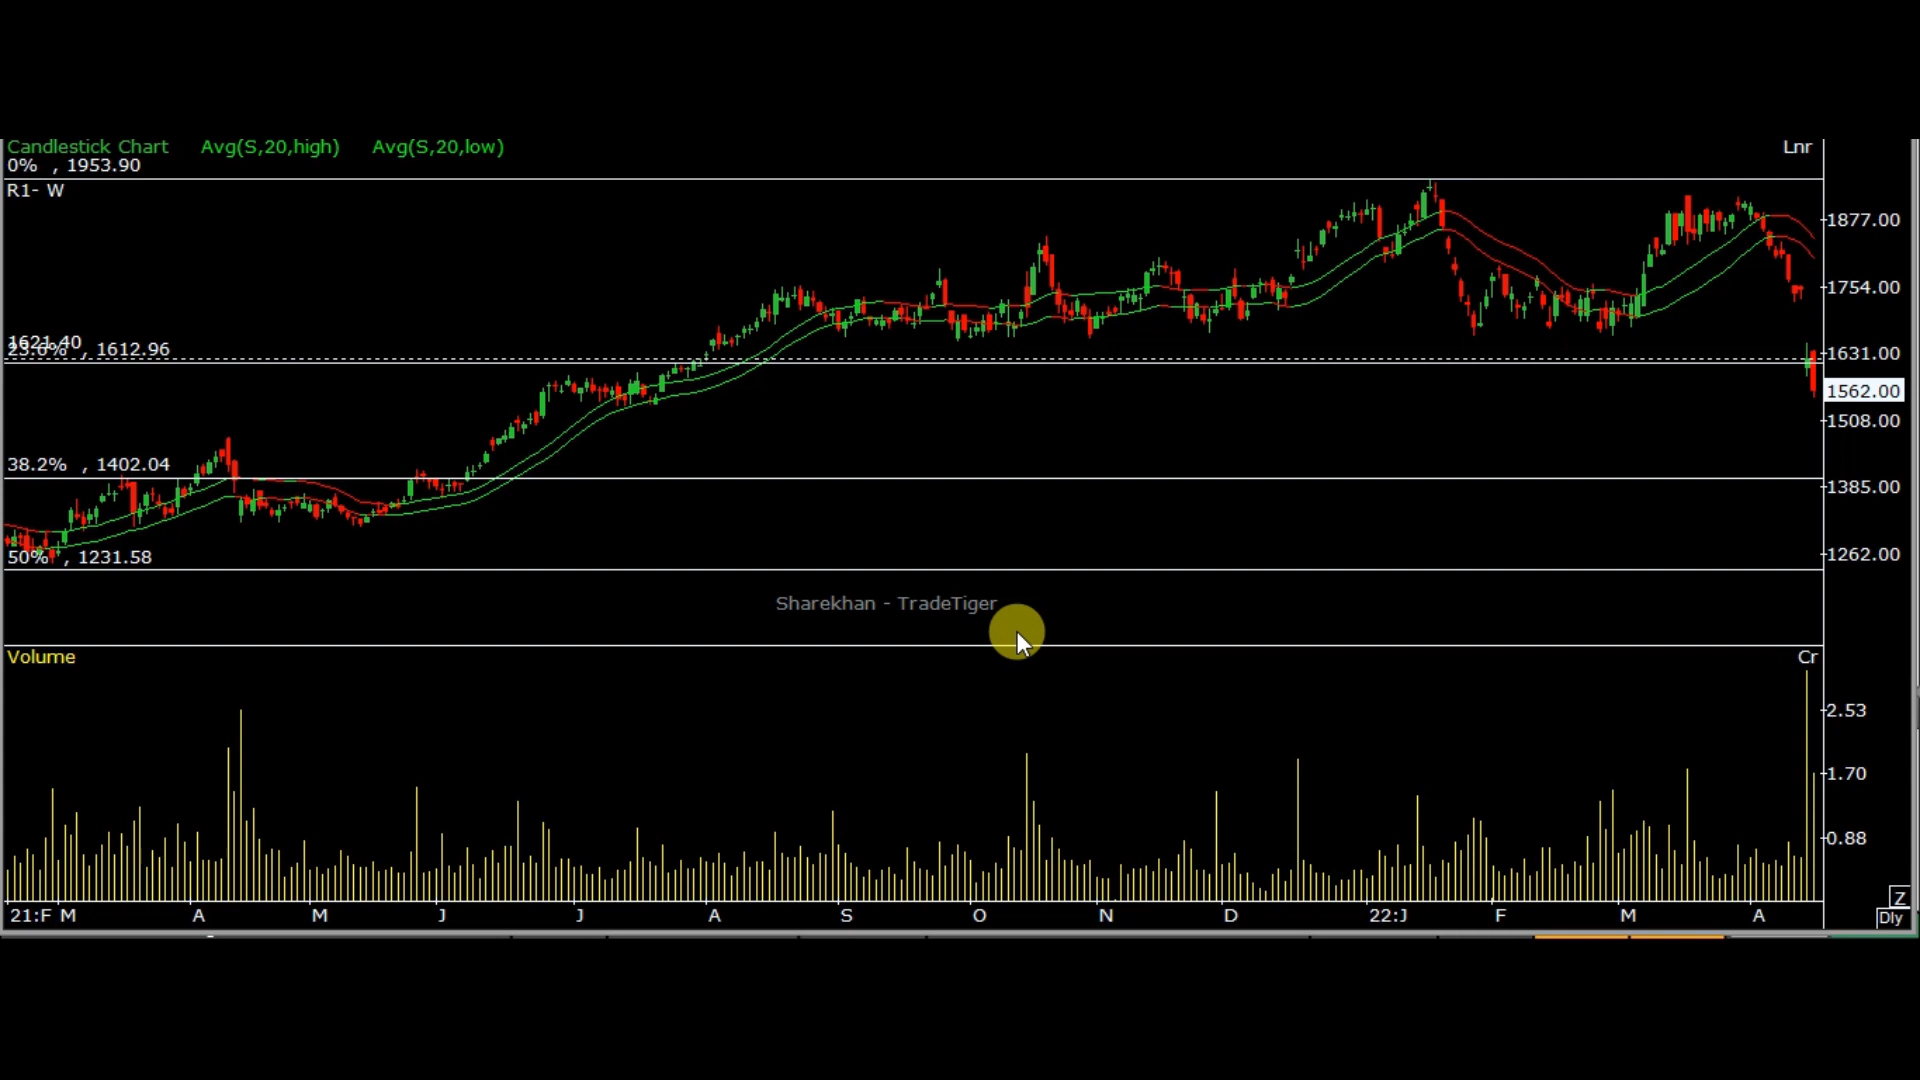 Candlestick Chart Avg(S,20,high) Avg(S,20,low) Lnr
0% , 1953.90
R1- W
1877.00
1754.00
1621.40
23.6% , 1612.96
1631.00
1562.00
1508.00
38.2% , 1402.04
1385.00
50% , 1231.58
1262.00
Sharekhan - TradeTiger
Volume Cr
2.53
1.70
0.88
Z
21:F M A M J J A S O N D 22:J F M A Dly